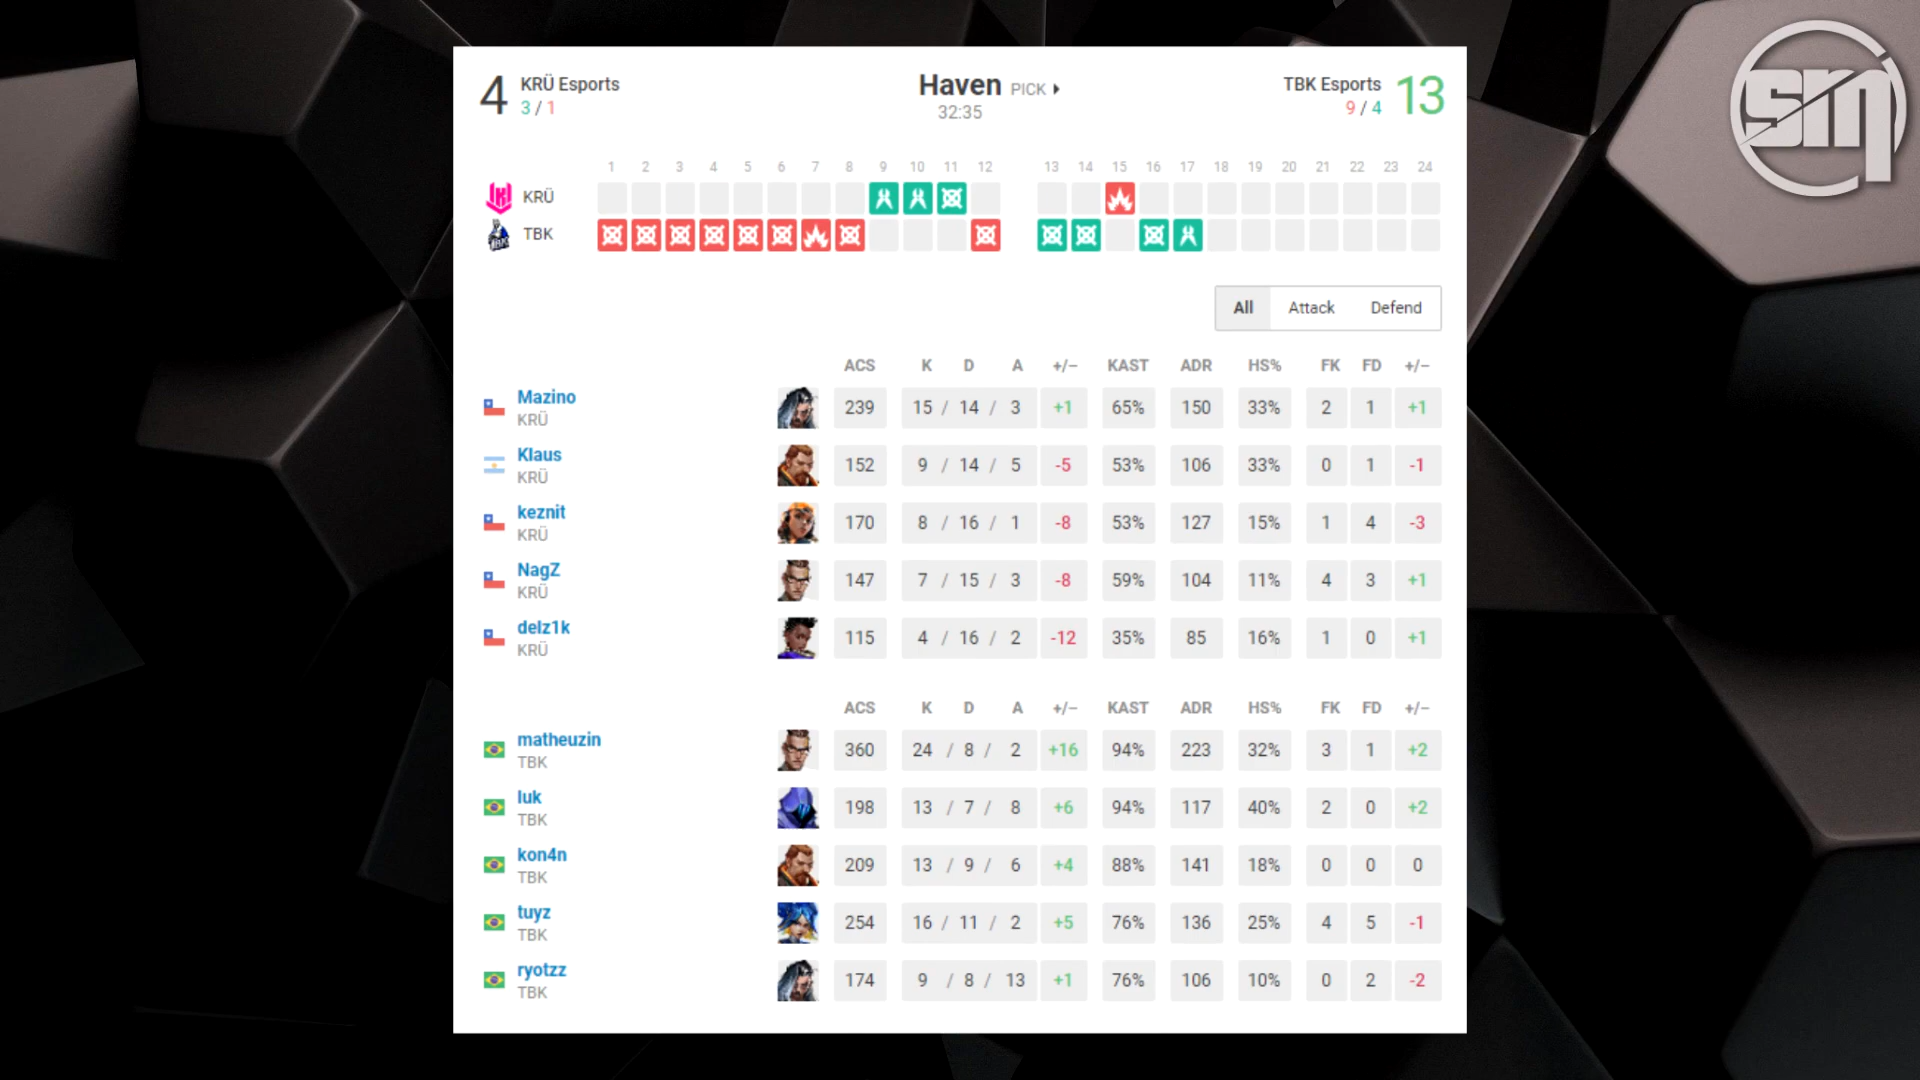 4 KRÜ Esports Haven PICK TBK Esports 13
3 / 1 32:35 9 / 4
1 2 3 4 5 6 7 8 9 10 11 12 13 14 15 16 17 18 19 20 21 22 23 24
KRÜ
TBK
All Attack Defend
ACS K D A +/– KAST ADR HS% FK FD +/–
Mazino
KRÜ
239 15 / 14 / 3 +1 65% 150 33% 2 1 +1
Klaus
KRÜ
152 9 / 14 / 5 -5 53% 106 33% 0 1 -1
keznit
KRÜ
170 8 / 16 / 1 -8 53% 127 15% 1 4 -3
NagZ
KRÜ
147 7 / 15 / 3 -8 59% 104 11% 4 3 +1
delz1k
KRÜ
115 4 / 16 / 2 -12 35% 85 16% 1 0 +1
ACS K D A +/– KAST ADR HS% FK FD +/–
matheuzin
TBK
360 24 / 8 / 2 +16 94% 223 32% 3 1 +2
luk
TBK
198 13 / 7 / 8 +6 94% 117 40% 2 0 +2
kon4n
TBK
209 13 / 9 / 6 +4 88% 141 18% 0 0 0
tuyz
TBK
254 16 / 11 / 2 +5 76% 136 25% 4 5 -1
ryotzz
TBK
174 9 / 8 / 13 +1 76% 106 10% 0 2 -2